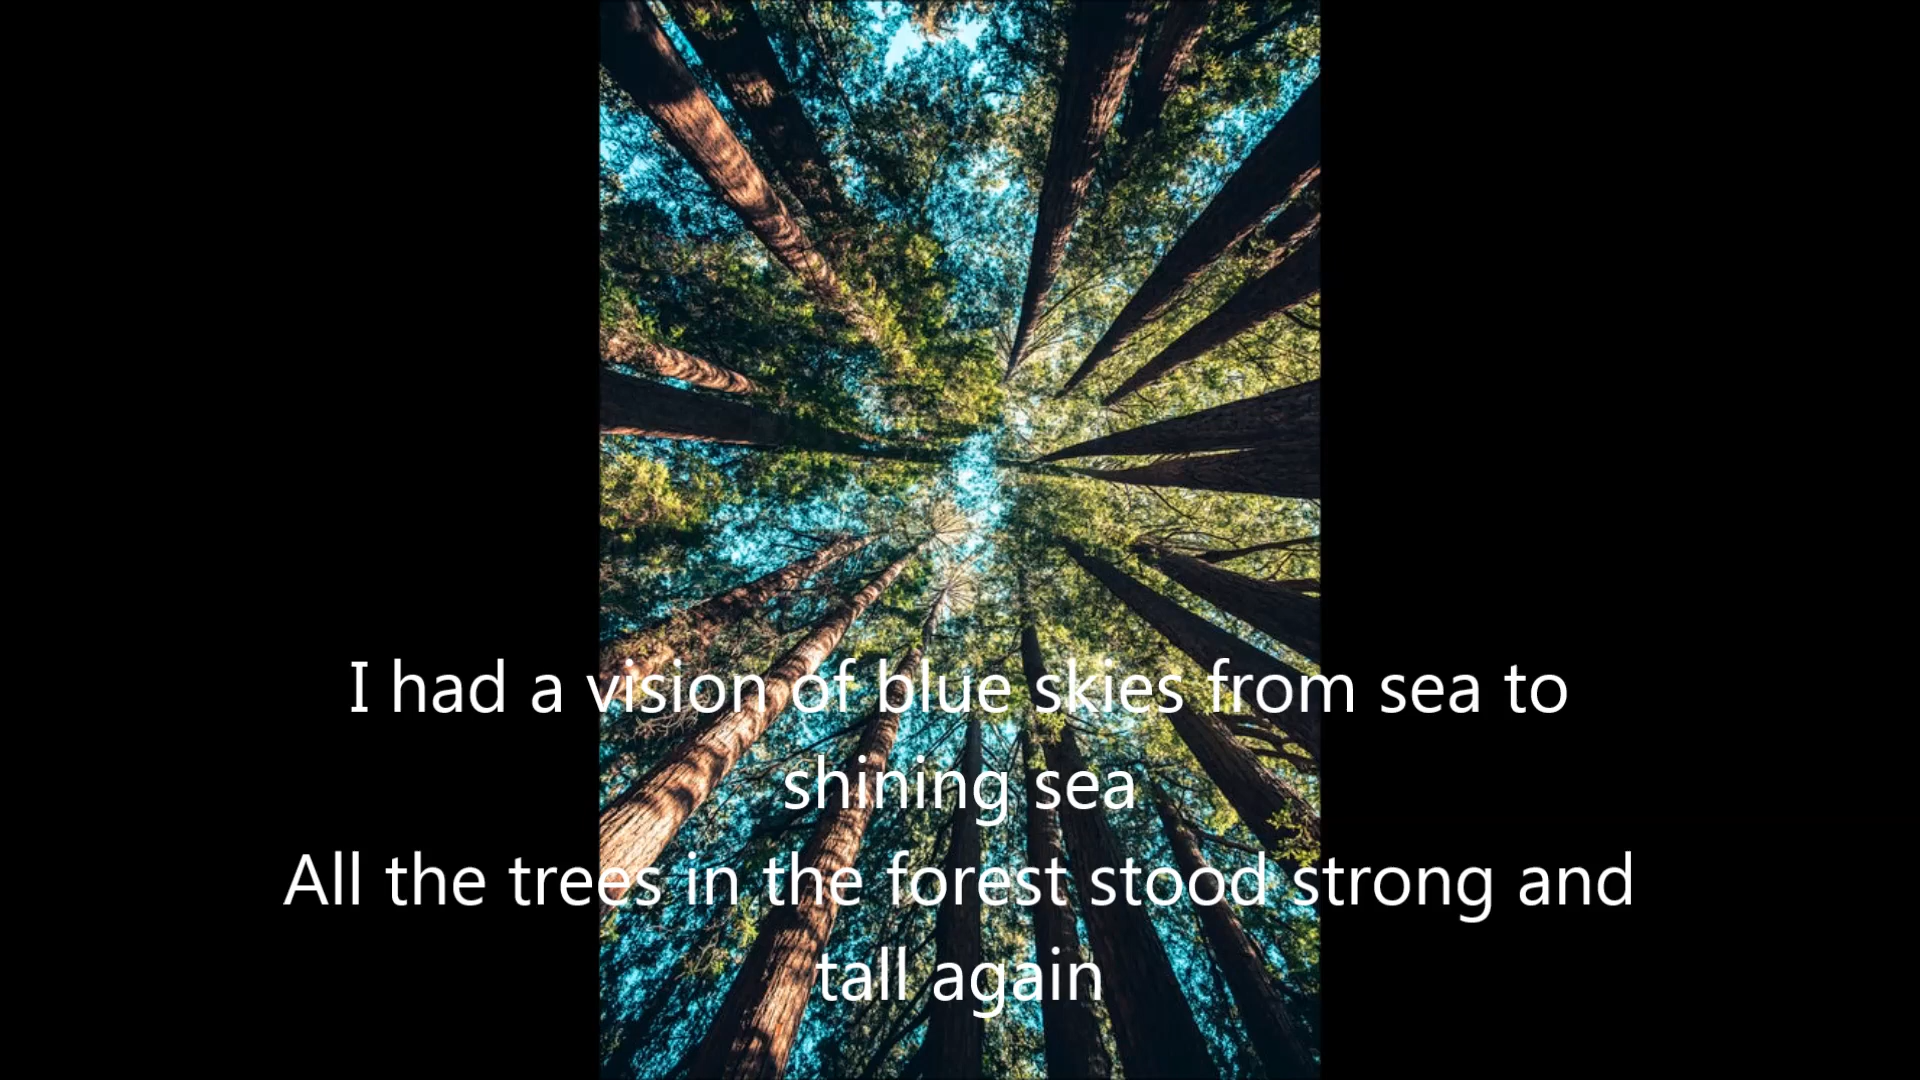 I had a vision of blue skies from sea to
shining sea
All the trees in the forest stood strong and
tall again